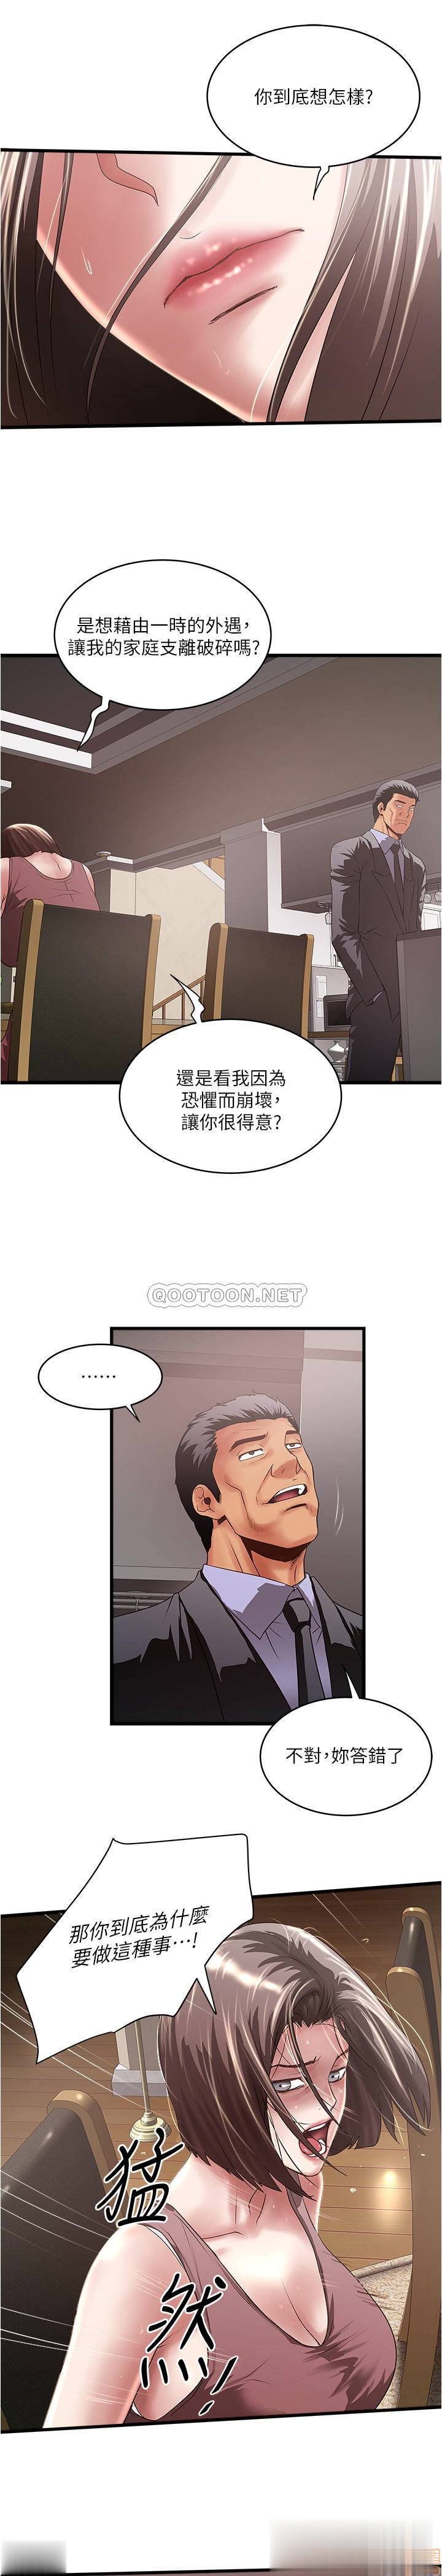 你到底想怎樣?
是想藉由一時的外遇，
讓我的家庭支離破碎嗎?
還是看我因為
恐懼而崩壞，
讓你很得意?
QOOTOON.NET
……
不對，妳答錯了
那你到底為什麼
要做這種事…!
猛
然